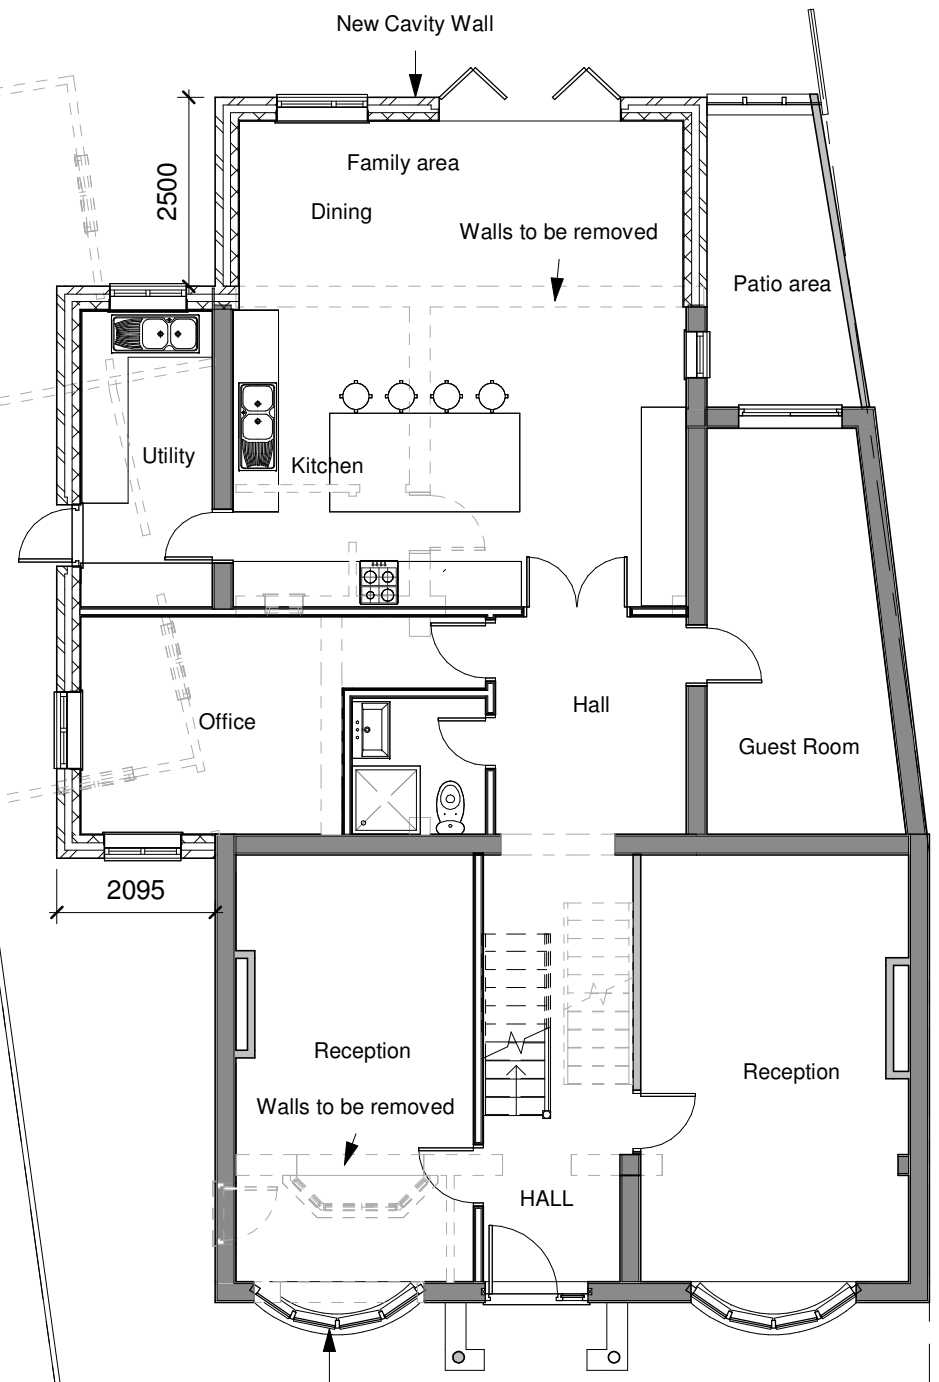 New Cavity Wall
2500
Family area
Dining
Walls to be removed
Patio area
Utility
Kitchen
Hall
Office
Guest Room
2095
Reception
Reception
Walls to be removed
HALL